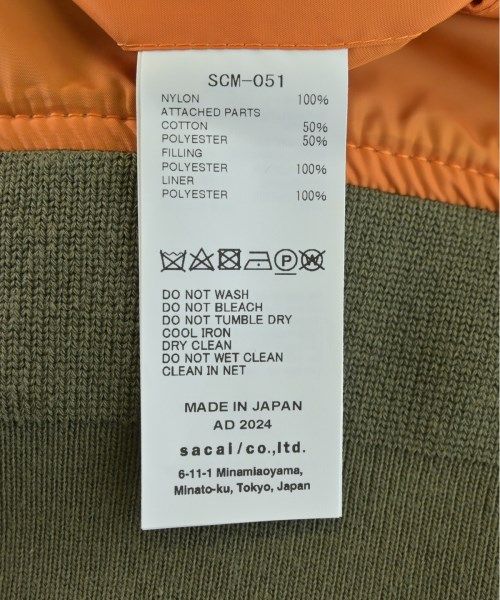 SCM-051
NYLON 100%
ATTACHED PARTS
COTTON 50%
POLYESTER 50%
FILLING
POLYESTER 100%
LINER
POLYESTER 100%
P W
DO NOT WASH
DO NOT BLEACH
DO NOT TUMBLE DRY
COOL IRON
DRY CLEAN
DO NOT WET CLEAN
CLEAN IN NET
MADE IN JAPAN
AD 2024
sacai/co.,ltd.
6-11-1 Minamiaoyama,
Minato-ku, Tokyo, Japan